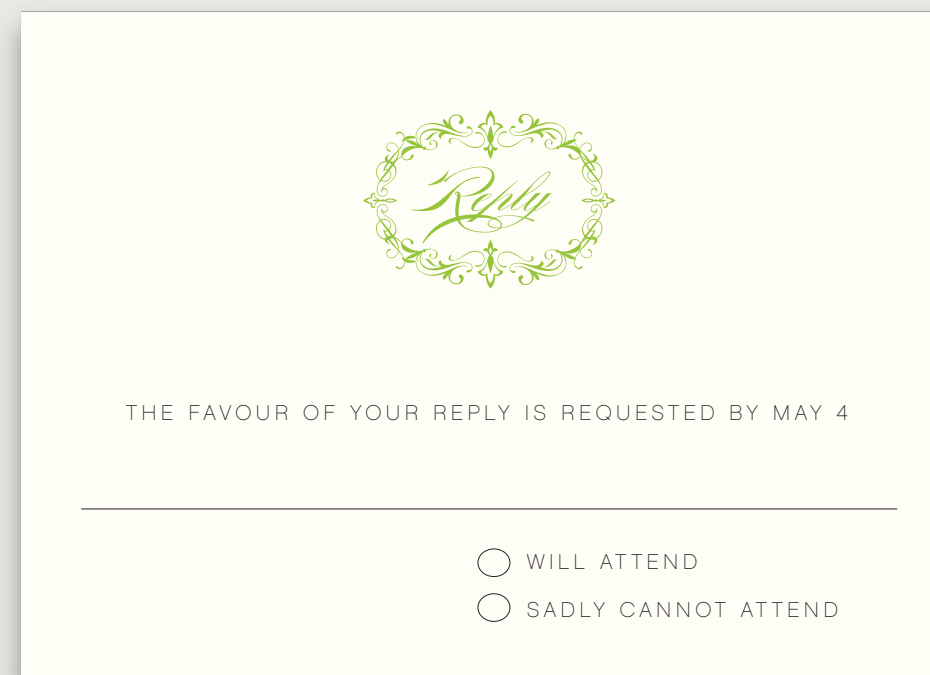 Reply
THE FAVOUR OF YOUR REPLY IS REQUESTED BY MAY 4
WILL ATTEND
SADLY CANNOT ATTEND